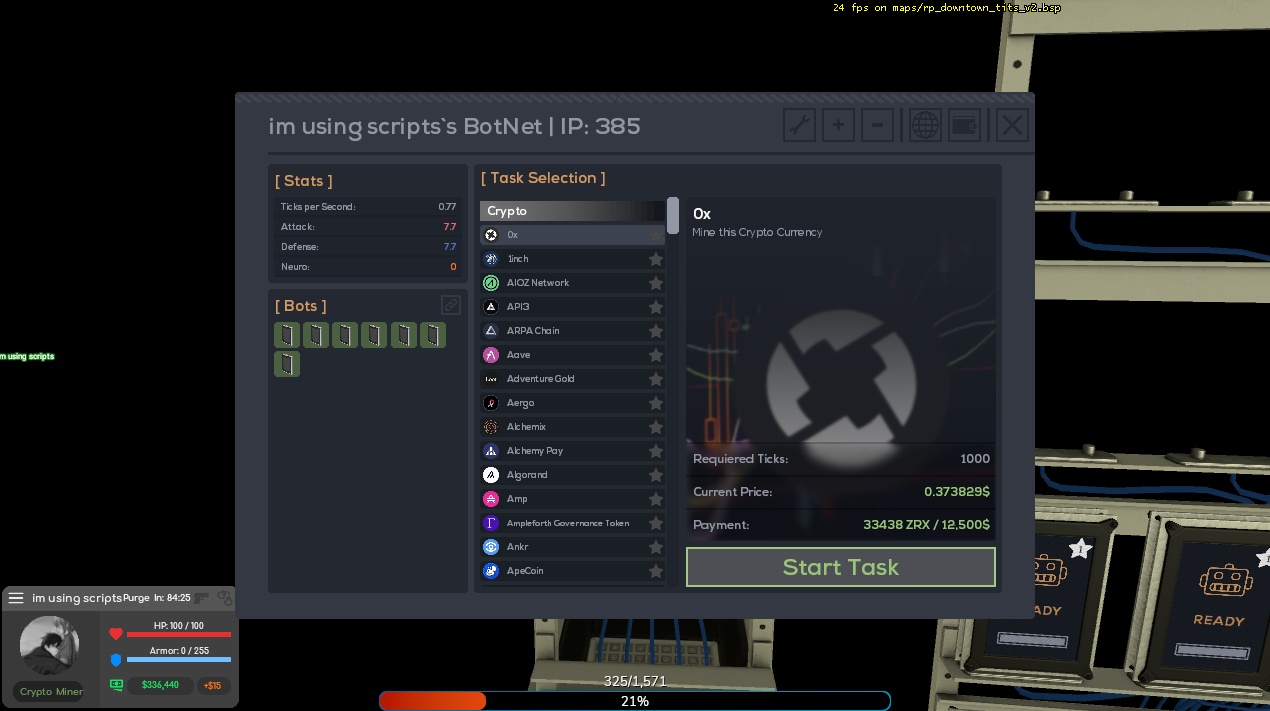 24 fps on maps/rp_downtown_tits_v2.bsp
im using scripts`s BotNet | IP: 385
[ Stats ]
Ticks per Second: 0.77
Attack: 7.7
Defense: 7.7
Neuro: 0
[ Bots ]
[ Task Selection ]
Crypto
0x
1inch
AIOZ Network
API3
ARPA Chain
Aave
Adventure Gold
Aergo
Alchemix
Alchemy Pay
Algorand
Amp
Ampleforth Governance Token
Ankr
ApeCoin
0x
Mine this Crypto Currency
Requiered Ticks: 1000
Current Price: 0.373829$
Payment: 33438 ZRX / 12,500$
Start Task
m using scripts
im using scripts Purge In: 84:25
HP: 100 / 100
Armor: 0 / 255
$336,440 +$15
Crypto Miner
325/1,571
21%
ADY
READY